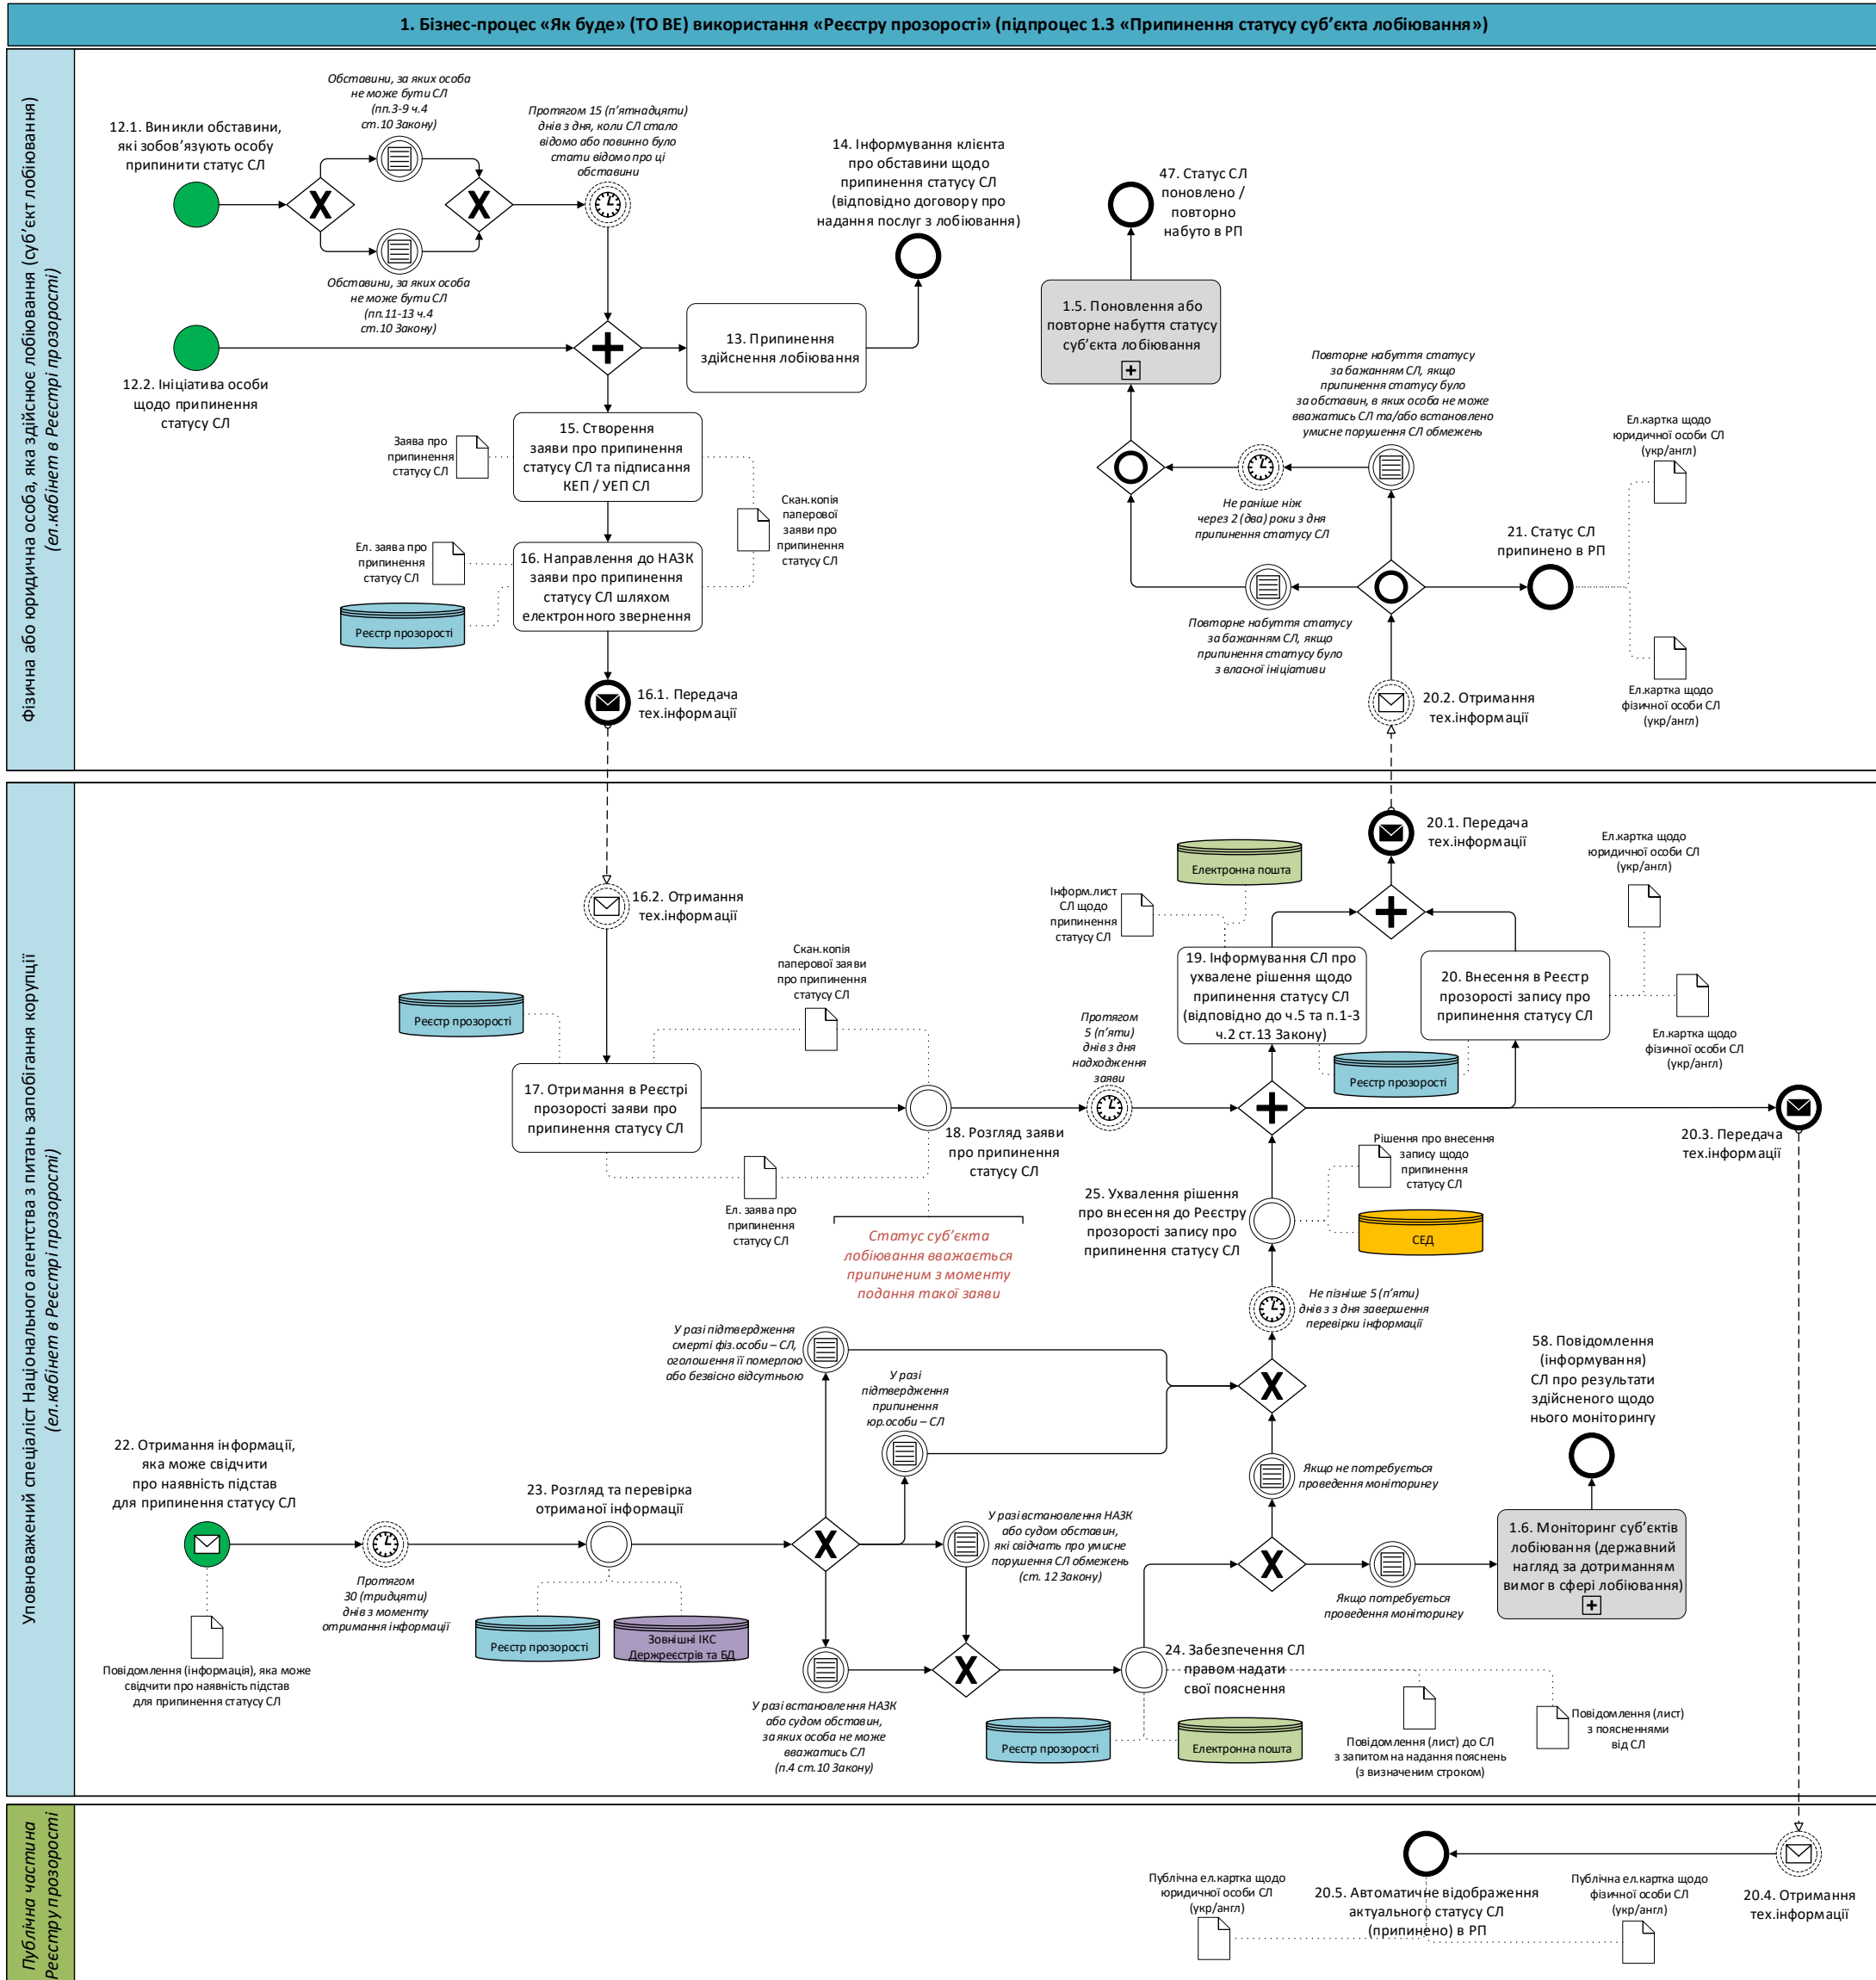 1. Бізнес-процес «Як буде» (TO BE) використання «Реєстру прозорості» (підпроцес 1.3 «Припинення статусу суб’єкта лобіювання»)
Фізична або юридична особа, яка здійснює лобіювання (суб’єкт лобіювання)
(ел.кабінет в Реєстрі прозорості)
12.1. Виникли обставини,
які зобов’язують особу
припинити статус СЛ
Обставини, за яких особа
не може бути СЛ
(пп.3-9 ч.4
ст.10 Закону)
Обставини, за яких особа
не може бути СЛ
(пп.11-13 ч.4
ст.10 Закону)
Протягом 15 (п’ятнадцяти)
днів з дня, коли СЛ стало
відомо або повинно було
стати відомо про ці
обставини
14. Інформування клієнта
про обставини щодо
припинення статусу СЛ
(відповідно договору про
надання послуг з лобіювання)
12.2. Ініціатива особи
щодо припинення
статусу СЛ
13. Припинення
здійснення лобіювання
47. Статус СЛ
поновлено /
повторно
набуто в РП
1.5. Поновлення або
повторне набуття статусу
суб’єкта лобіювання
Повторне набуття статусу
за бажанням СЛ, якщо
припинення статусу було
за обставин, в яких особа не може
вважатись СЛ та/або встановлено
умисне порушення СЛ обмежень
Не раніше ніж
через 2 (два) роки з дня
припинення статусу СЛ
Повторне набуття статусу
за бажанням СЛ, якщо
припинення статусу було
з власної ініціативи
21. Статус СЛ
припинено в РП
Ел.картка щодо
юридичної особи СЛ
(укр/англ)
Ел.картка щодо
фізичної особи СЛ
(укр/англ)
20.2. Отримання
тех.інформації
Заява про
припинення
статусу СЛ
15. Створення
заяви про припинення
статусу СЛ та підписання
КЕП / УЕП СЛ
Скан.копія
паперової
заяви про
припинення
статусу СЛ
Ел. заява про
припинення
статусу СЛ
16. Направлення до НАЗК
заяви про припинення
статусу СЛ шляхом
електронного звернення
Реєстр прозорості
16.1. Передача
тех.інформації
Уповноважений спеціаліст Національного агентства з питань запобігання корупції
(ел.кабінет в Реєстрі прозорості)
16.2. Отримання
тех.інформації
Реєстр прозорості
17. Отримання в Реєстрі
прозорості заяви про
припинення статусу СЛ
Скан.копія
паперової заяви
про припинення
статусу СЛ
Ел. заява про
припинення
статусу СЛ
18. Розгляд заяви
про припинення
статусу СЛ
Статус суб’єкта
лобіювання вважається
припиненим з моменту
подання такої заяви
Протягом
5 (п’яти)
днів з дня
надходження
заяви
Електронна пошта
Інформ.лист
СЛ щодо
припинення
статусу СЛ
19. Інформування СЛ про
ухвалене рішення щодо
припинення статусу СЛ
(відповідно до ч.5 та п.1-3
ч.2 ст.13 Закону)
20.1. Передача
тех.інформації
20. Внесення в Реєстр
прозорості запису про
припинення статусу СЛ
Реєстр прозорості
Ел.картка щодо
юридичної особи СЛ
(укр/англ)
Ел.картка щодо
фізичної особи СЛ
(укр/англ)
20.3. Передача
тех.інформації
25. Ухвалення рішення
про внесення до Реєстру
прозорості запису про
припинення статусу СЛ
Рішення про внесення
запису щодо
припинення
статусу СЛ
СЕД
Не пізніше 5 (п’яти)
днів з з дня завершення
перевірки інформації
22. Отримання інформації,
яка може свідчити
про наявність підстав
для припинення статусу СЛ
Повідомлення (інформація), яка може
свідчити про наявність підстав
для припинення статусу СЛ
Протягом
30 (тридцяти)
днів з моменту
отримання інформації
23. Розгляд та перевірка
отриманої інформації
Реєстр прозорості
Зовнішні ІКС
Держреєстрів та БД
У разі підтвердження
смерті фіз.особи – СЛ,
оголошення її померлою
або безвісно відсутньою
У разі
підтвердження
припинення
юр.особи – СЛ
У разі встановлення НАЗК
або судом обставин,
які свідчать про умисне
порушення СЛ обмежень
(ст. 12 Закону)
У разі встановлення НАЗК
або судом обставин,
за яких особа не може
вважатись СЛ
(п.4 ст.10 Закону)
24. Забезпечення СЛ
правом надати
свої пояснення
Реєстр прозорості
Електронна пошта
Повідомлення (лист) до СЛ
з запитом на надання пояснень
(з визначеним строком)
Повідомлення (лист)
з поясненнями
від СЛ
Якщо не потребується
проведення моніторингу
Якщо потребується
проведення моніторингу
1.6. Моніторинг суб’єктів
лобіювання (державний
нагляд за дотриманням
вимог в сфері лобіювання)
58. Повідомлення
(інформування)
СЛ про результати
здійсненого щодо
нього моніторингу
Публічна частина
Реєстру прозорості
Публічна ел.картка щодо
юридичної особи СЛ
(укр/англ)
20.5. Автоматичне відображення
актуального статусу СЛ
(припинено) в РП
Публічна ел.картка щодо
фізичної особи СЛ
(укр/англ)
20.4. Отримання
тех.інформації